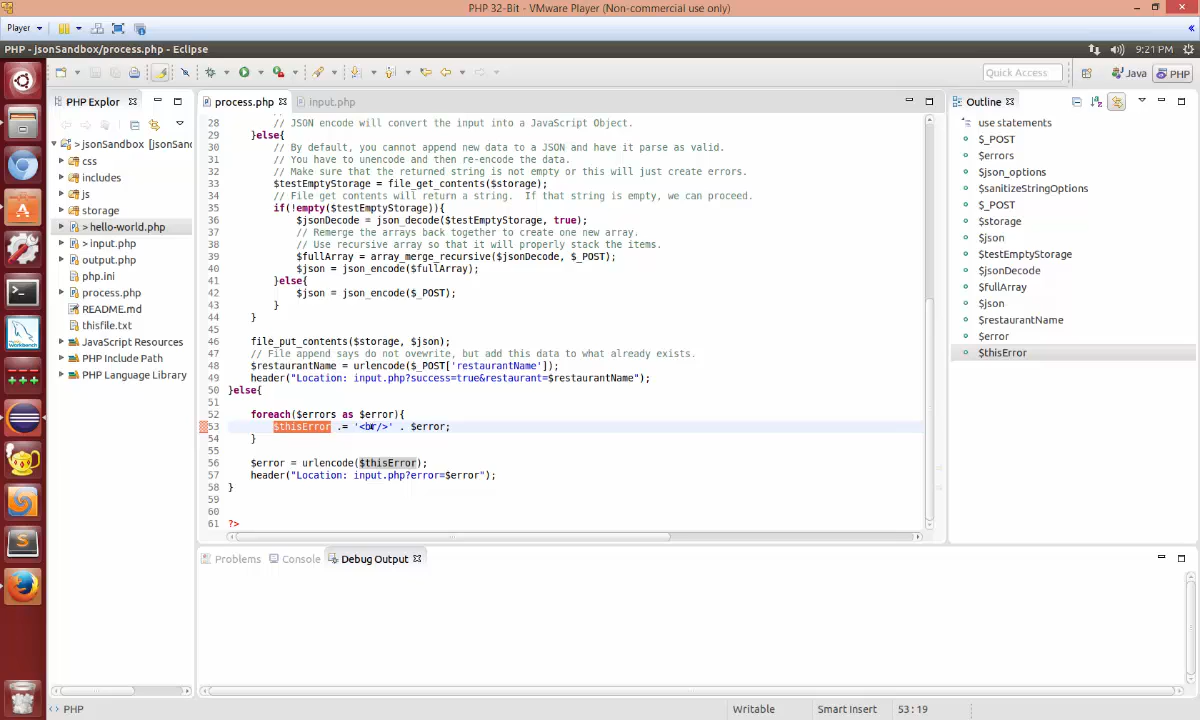 PHP 32-Bit - VMware Player (Non-commercial use only)
Player
PHP - jsonSandbox/process.php - Eclipse
9:21 PM
Quick Access
Java
PHP
PHP Explor
process.php
input.php
Outline
>jsonSandbox [jsonSand
css
includes
js
storage
>hello-world.php
>input.php
output.php
php.ini
process.php
README.md
thisfile.txt
JavaScript Resources
PHP Include Path
PHP Language Library
28 // JSON encode will convert the input into a JavaScript Object.
29 }else{
30 // By default, you cannot append new data to a JSON and have it parse as valid.
31 // You have to unencode and then re-encode the data.
32 // Make sure that the returned string is not empty or this will just create errors.
33 $testEmptyStorage = file_get_contents($storage);
34 // File get contents will return a string.  If that string is empty, we can proceed.
35 if(!empty($testEmptyStorage)){
36 $jsonDecode = json_decode($testEmptyStorage, true);
37 // Remerge the arrays back together to create one new array.
38 // Use recursive array so that it will properly stack the items.
39 $fullArray = array_merge_recursive($jsonDecode, $_POST);
40 $json = json_encode($fullArray);
41 }else{
42 $json = json_encode($_POST);
43 }
44 }
45
46 file_put_contents($storage, $json);
47 // File append says do not ovewrite, but add this data to what already exists.
48 $restaurantName = urlencode($_POST['restaurantName']);
49 header("Location: input.php?success=true&restaurant=$restaurantName");
50 }else{
51
52 foreach($errors as $error){
53 $thisError .= '<br/>' . $error;
54 }
55
56 $error = urlencode($thisError);
57 header("Location: input.php?error=$error");
58 }
59
60
61 ?>
use statements
$_POST
$errors
$json_options
$sanitizeStringOptions
$_POST
$storage
$json
$testEmptyStorage
$jsonDecode
$fullArray
$json
$restaurantName
$error
$thisError
Problems
Console
Debug Output
PHP
Writable
Smart Insert
53 : 19